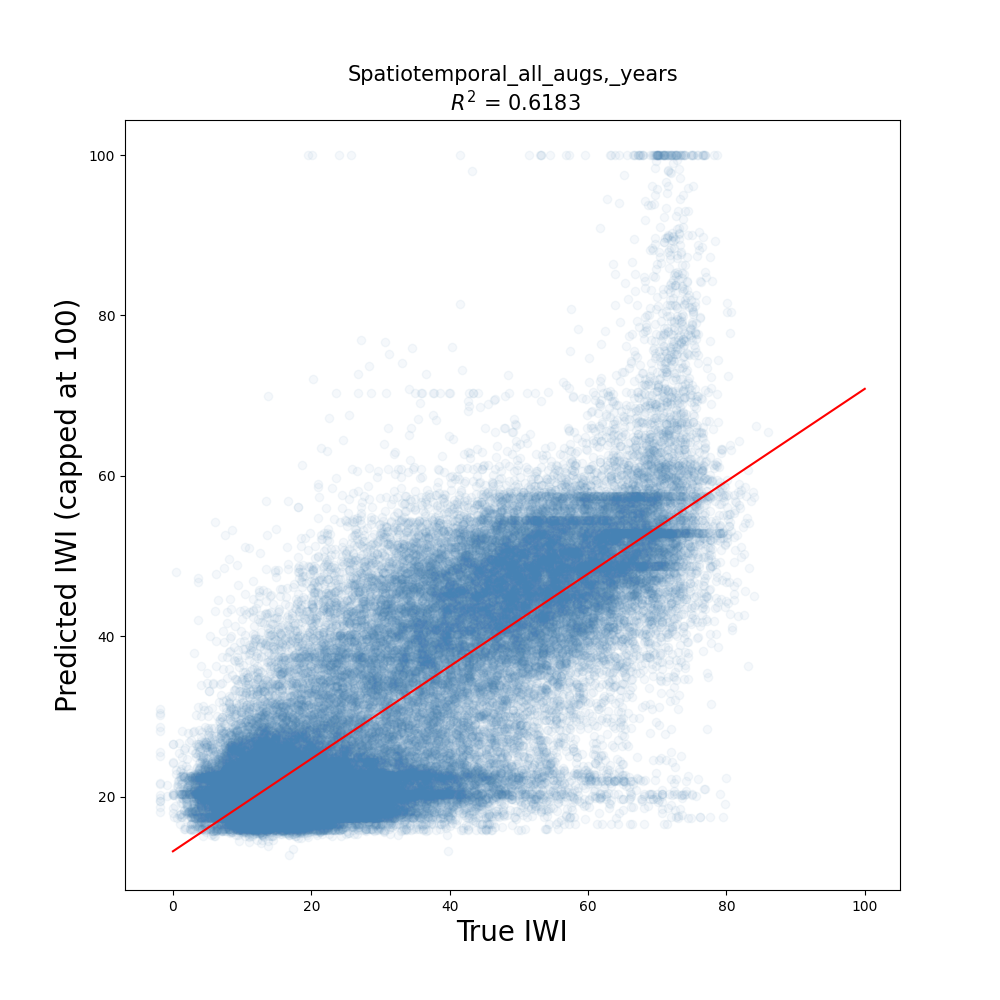 Spatiotemporal_all_augs,_years
R² = 0.6183
100
80
60
40
20
Predicted IWI (capped at 100)
0 20 40 60 80 100
True IWI